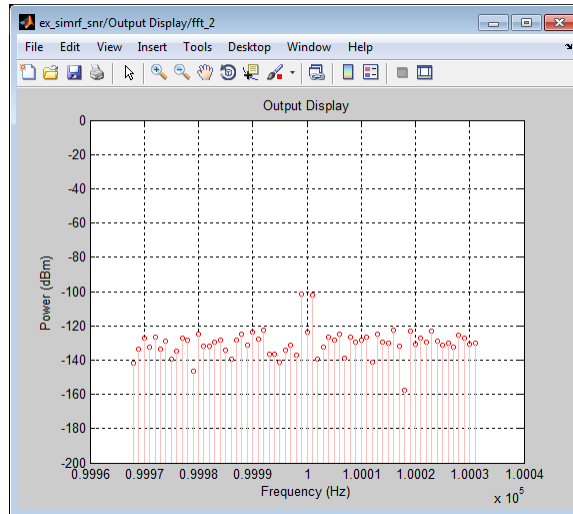 ex_simrf_snr/Output Display/fft_2
File Edit View Insert Tools Desktop Window Help
Output Display
0
-20
-40
-60
-80
-100
-120
-140
-160
-180
-200
Power (dBm)
0.9996 0.9997 0.9998 0.9999 1 1.0001 1.0002 1.0003 1.0004
Frequency (Hz)
x 10^5